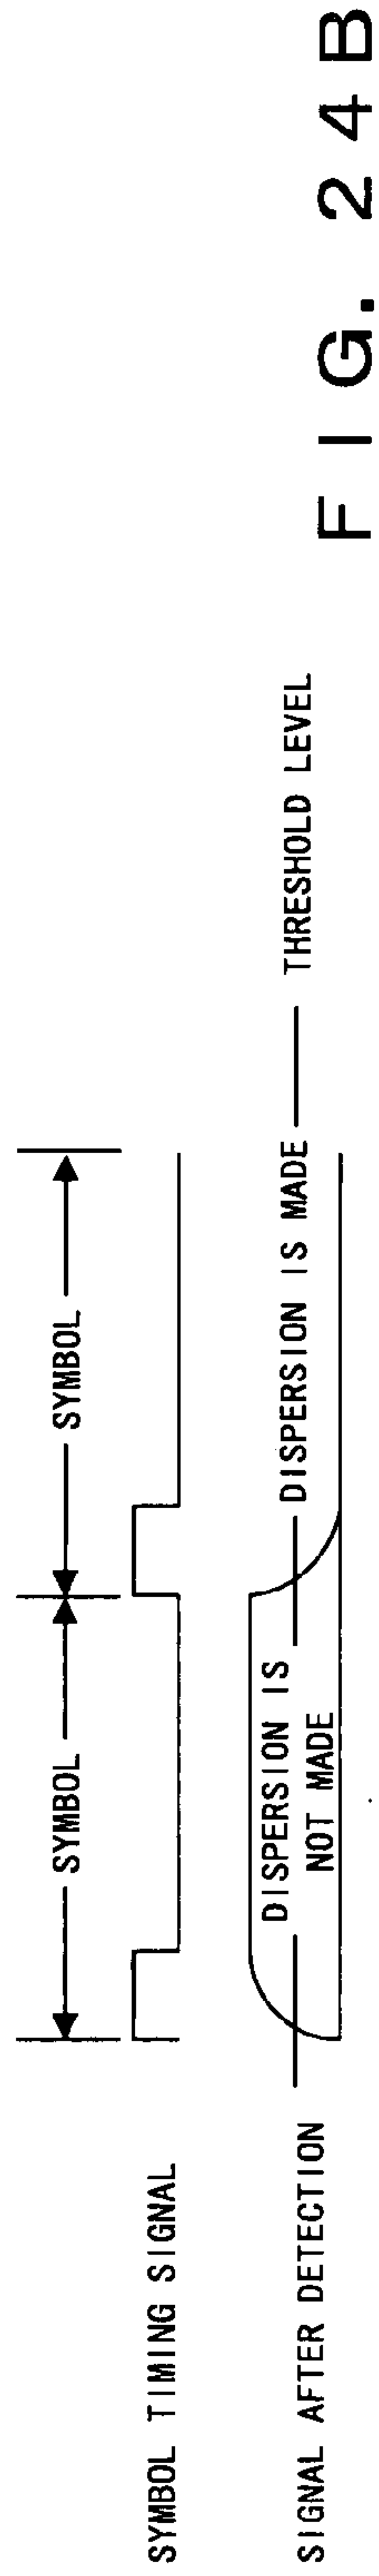 SYMBOL
SYMBOL
SYMBOL TIMING SIGNAL
SIGNAL AFTER DETECTION
DISPERSION IS
NOT MADE
DISPERSION IS MADE
THRESHOLD LEVEL
FIG. 24B